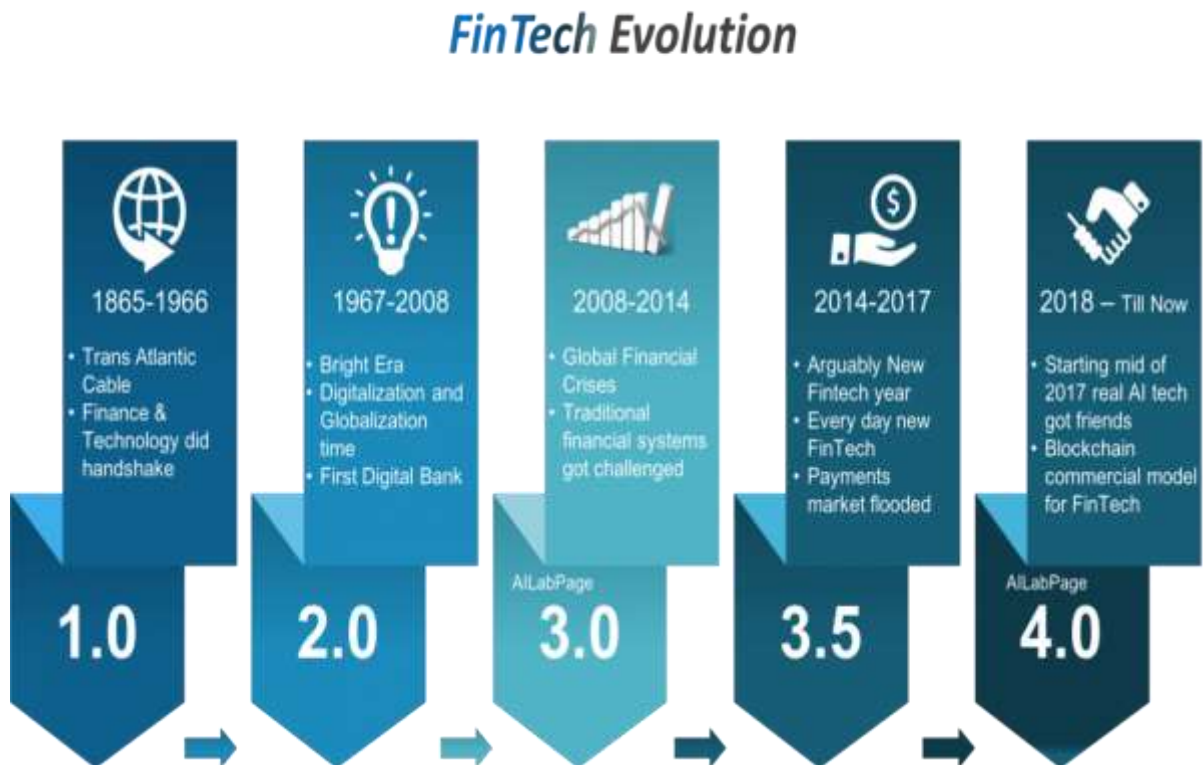 FinTech Evolution
1865-1966
• Trans Atlantic
Cable
• Finance &
Technology did
handshake
1.0
1967-2008
• Bright Era
• Digitalization and
Globalization
time
• First Digital Bank
2.0
2008-2014
• Global Financial
Crises
• Traditional
financial systems
got challenged
AILabPage
3.0
2014-2017
• Arguably New
Fintech year
• Every day new
FinTech
• Payments
market flooded
3.5
2018 – Till Now
• Starting mid of
2017 real AI tech
got friends
• Blockchain
commercial model
for FinTech
AILabPage
4.0